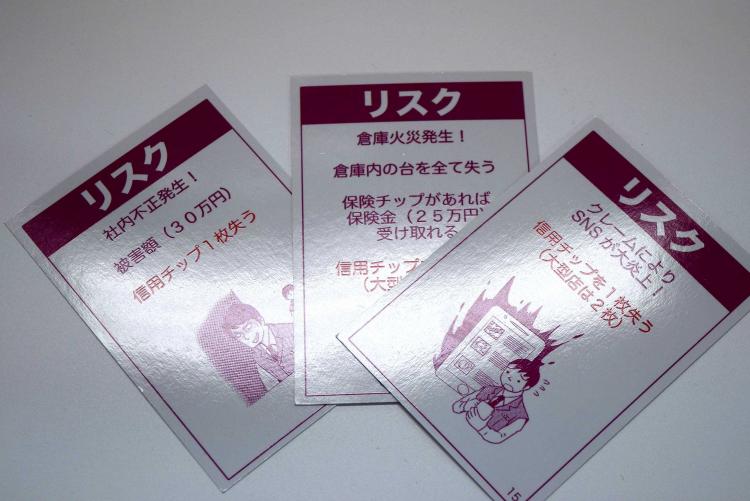 リスク
社内不正発生！
被害額（３０万円）
信用チップ１枚失う
リスク
倉庫火災発生！
倉庫内の台を全て失う
保険チップがあれば
保険金（２５万円）
受け取れる
信用チップ
（大型
リスク
クレームにより
SNSが大炎上！
信用チップを１枚失う
（大型店は２枚）
15